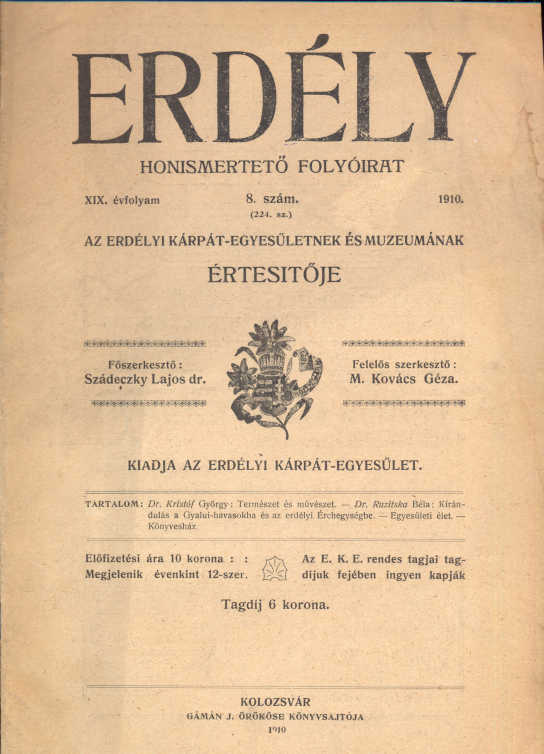 ERDÉLY
HONISMERTETŐ FOLYÓIRAT
XIX. évfolyam 8. szám. 1910.
(224. sz.)
AZ ERDÉLYI KÁRPÁT-EGYESÜLETNEK ÉS MUZEUMÁNAK
ÉRTESITŐJE
Főszerkesztő:
Szádeczky Lajos dr.
Felelős szerkesztő:
M. Kovács Géza.
KIADJA AZ ERDÉLYI KÁRPÁT-EGYESÜLET.
TARTALOM: Dr. Kristóf György: Természet és művészet. — Dr. Ruzitska Béla: Kirán-
dulás a Gyalui-havasokba és az erdélyi Érchegységbe. — Egyesületi élet. —
Könyvesház.
Előfizetési ára 10 korona : :
Megjelenik évenkint 12-szer.
Az E. K. E. rendes tagjai tag-
díjuk fejében ingyen kapják
Tagdíj 6 korona.
KOLOZSVÁR
GÁMÁN J. ÖRÖKÖSE KÖNYVSAJTÓJA
1910